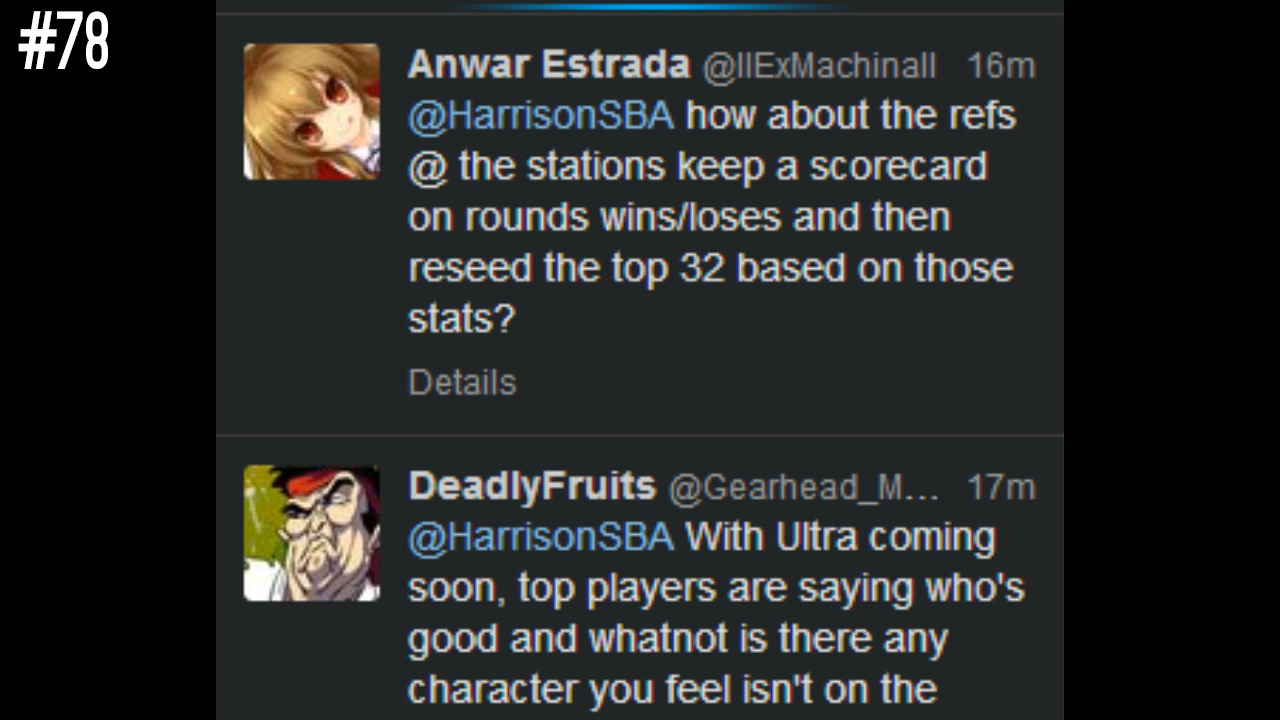 #78
Anwar Estrada @IIExMachinaII 16m
@HarrisonSBA how about the refs
@ the stations keep a scorecard
on rounds wins/loses and then
reseed the top 32 based on those
stats?
Details
DeadlyFruits @Gearhead_M... 17m
@HarrisonSBA With Ultra coming
soon, top players are saying who's
good and whatnot is there any
character you feel isn't on the